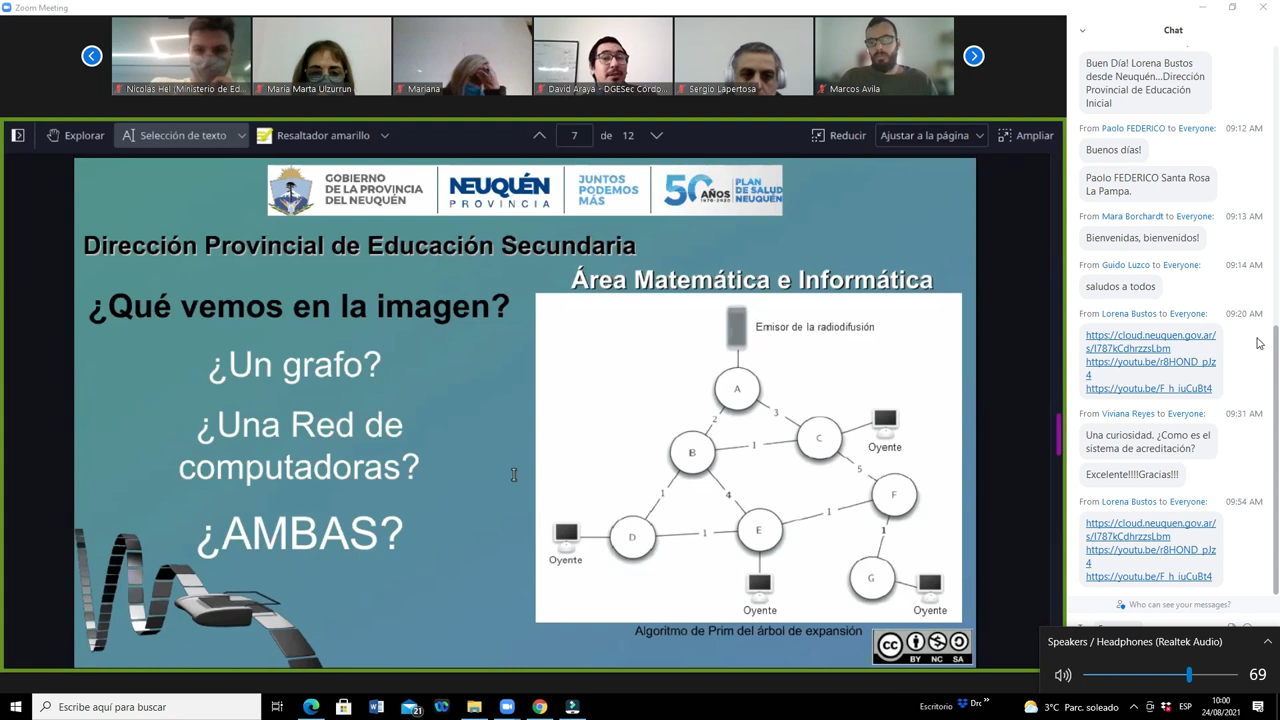 Zoom Meeting
Nicolás Hel (Ministerio de Ed...
Maria Marta Ulzurrun
Mariana
David Araya - DGESec Córdo...
Sergio Lapertosa
Marcos Avila
Explorar
Selección de texto
Resaltador amarillo
7 de 12
Reducir
Ajustar a la página
Ampliar
GOBIERNO
DE LA PROVINCIA
DEL NEUQUÉN
NEUQUÉN
PROVINCIA
JUNTOS
PODEMOS
MÁS
50 AÑOS
1970-2020
PLAN
DE SALUD
NEUQUÉN
Dirección Provincial de Educación Secundaria
Área Matemática e Informática
¿Qué vemos en la imagen?
¿Un grafo?
¿Una Red de
computadoras?
¿AMBAS?
Emisor de la radiodifusión
A
2
3
B
1
C
Oyente
5
1
4
F
D
1
E
1
1
Oyente
G
Oyente
Oyente
Algoritmo de Prim del árbol de expansión
cc
BY NC SA
Chat
Buen Día! Lorena Bustos
desde Neuquén...Dirección
Provincial de Educación
Inicial
From Paolo FEDERICO to Everyone: 09:12 AM
Buenos días!
Paolo FEDERICO Santa Rosa
La Pampa.
From Mara Borchardt to Everyone: 09:13 AM
Bienvenidas, bienvenidos!
From Guido Luzco to Everyone: 09:14 AM
saludos a todos
From Lorena Bustos to Everyone: 09:20 AM
https://cloud.neuquen.gov.ar/
s/I787kCdhrzzsLbm
https://youtu.be/r8HOND_pJz
4
https://youtu.be/F_h_iuCuBt4
From Viviana Reyes to Everyone: 09:31 AM
Una curiosidad. ¿Como es el
sistema de acreditación?
Excelente!!!!Gracias!!!
From Lorena Bustos to Everyone: 09:54 AM
https://cloud.neuquen.gov.ar/
s/I787kCdhrzzsLbm
https://youtu.be/r8HOND_pJz
4
https://youtu.be/F_h_iuCuBt4
Who can see your messages?
Speakers / Headphones (Realtek Audio)
69
Escribe aquí para buscar
21
Escritorio
3°C Parc. soleado
ESP
10:00
24/08/2021